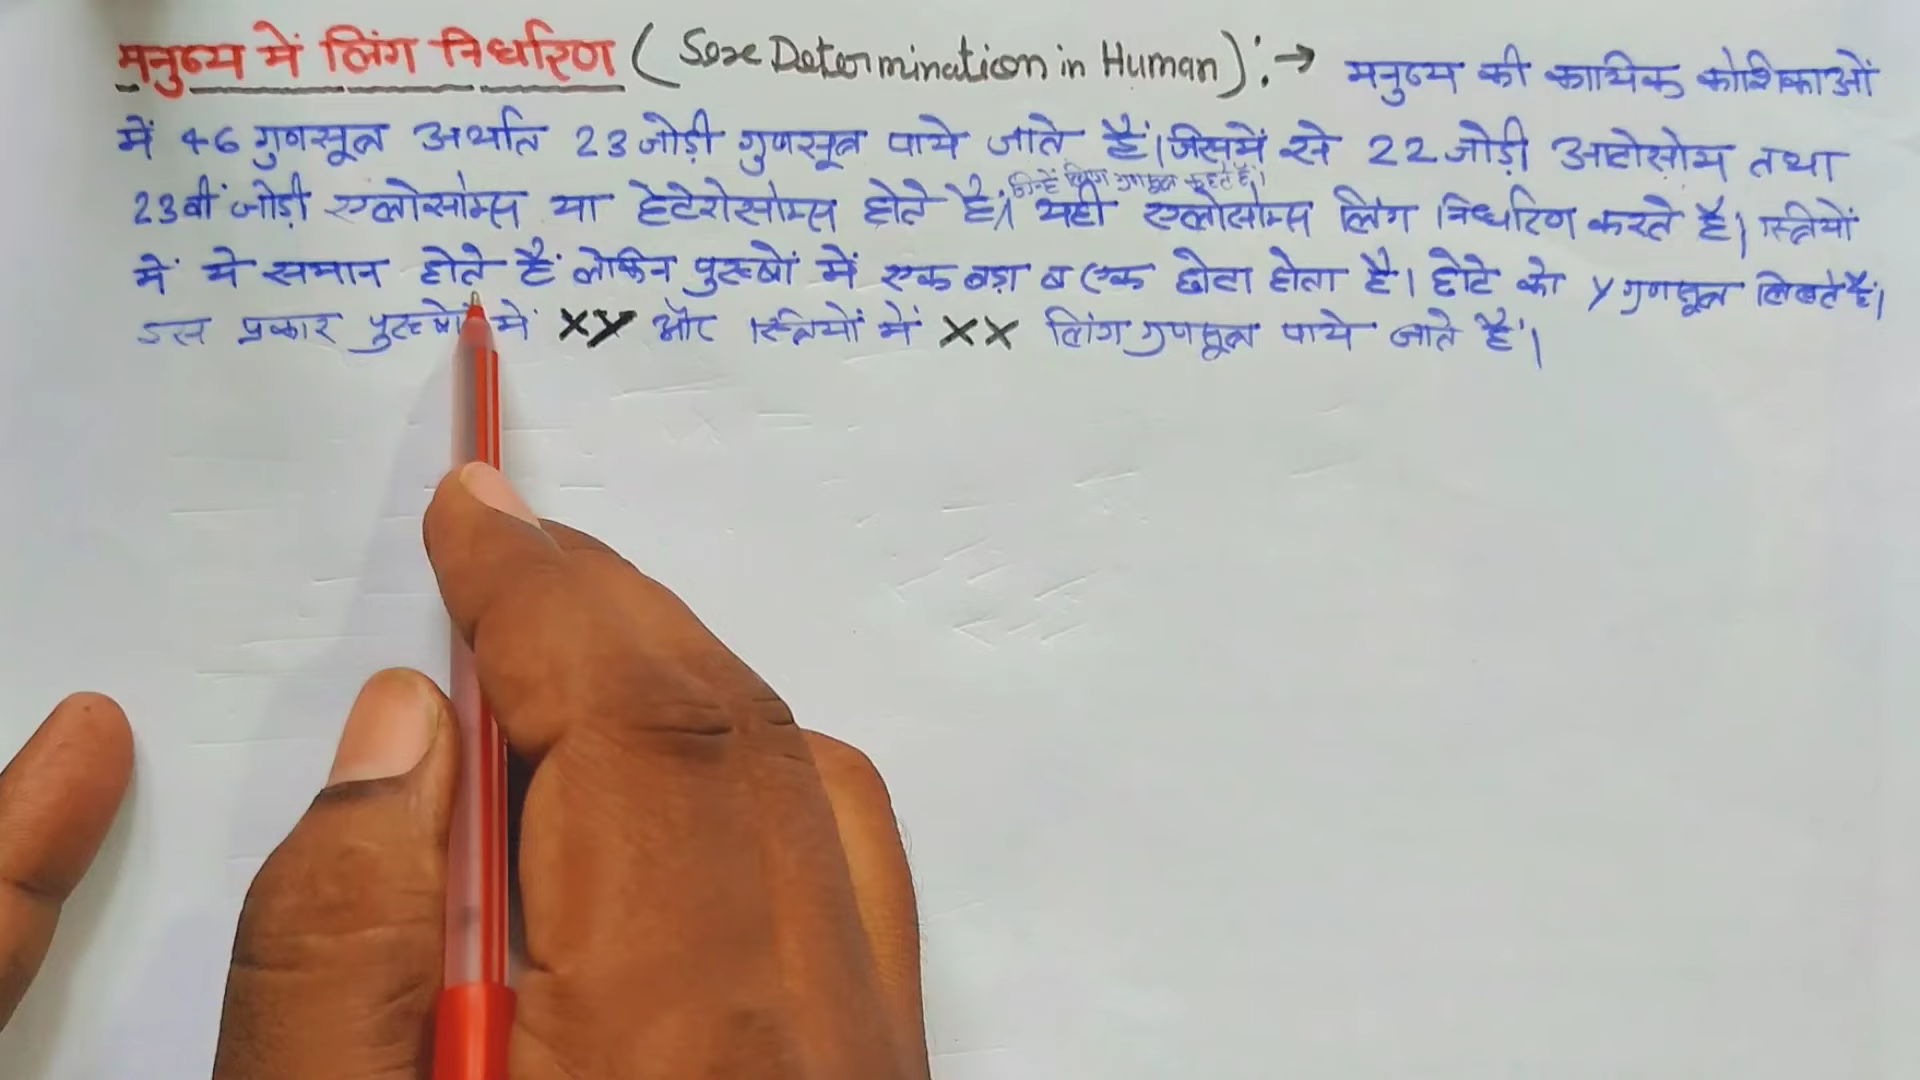 मनुष्य में लिंग निर्धारण ( Sex Determination in Human ) :→ मनुष्य की कायिक कोशिकाओं
में 46 गुणसूत्र अर्थात 23 जोड़ी गुणसूत्र पाये जाते हैं। जिसमें से 22 जोड़ी आटोसोम तथा
जिन्हें लिंग गुणसूत्र कहते हैं।
23वीं जोड़ी एलोसोम्स या हेटेरोसोम्स होते है। यही एलोसोम्स लिंग निर्धारण करते है। स्त्रियों
में ये समान होते हैं लेकिन पुरुषों में एक बड़ा व एक छोटा होता है। छोटे को y गुणसूत्र लिखते हैं।
इस प्रकार पुरुषों में XY और स्त्रियों में XX लिंग गुणसूत्र पाये जाते है।